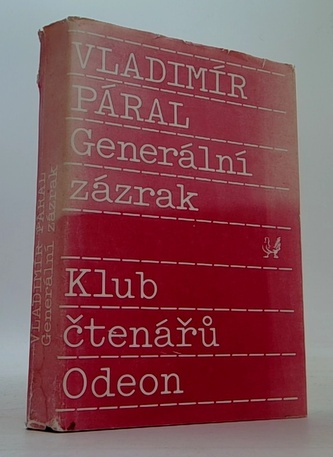 VLADIMÍR
PÁRAL
Generální
zázrak
Klub
čtenářů
Odeon
VLADIMÍR PÁRAL
Generální zázrak